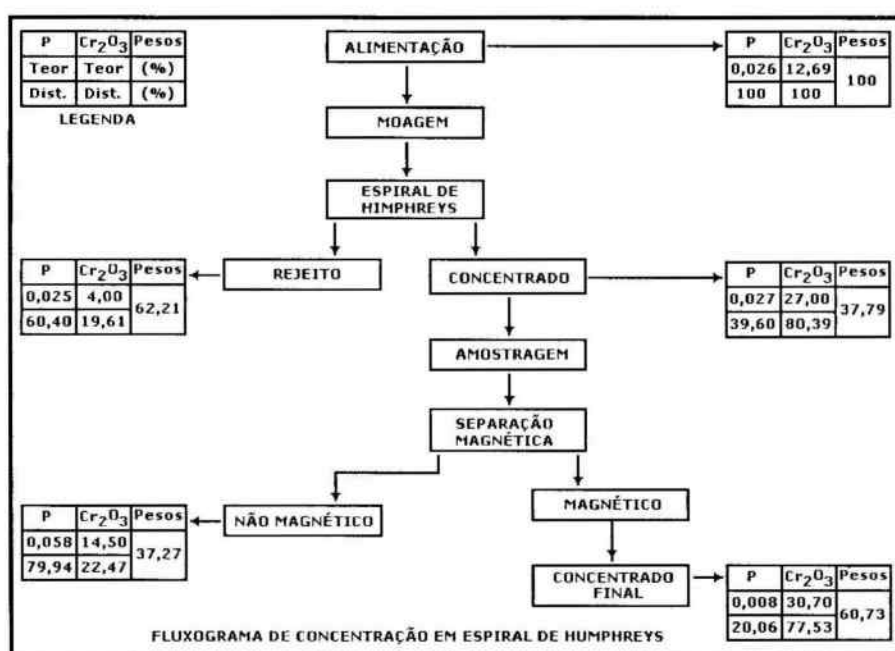 P Cr2O3 Pesos
Teor Teor (%)
Dist. Dist. (%)
LEGENDA
ALIMENTAÇÃO
P Cr2O3 Pesos
0,026 12,69
100
100 100
MOAGEM
ESPIRAL DE
HIMPHREYS
P Cr2O3 Pesos
0,025 4,00
62,21
60,40 19,61
REJEITO
CONCENTRADO
P Cr2O3 Pesos
0,027 27,00
37,79
39,60 80,39
AMOSTRAGEM
SEPARAÇÃO
MAGNÉTICA
P Cr2O3 Pesos
0,058 14,50
37,27
79,94 22,47
NÃO MAGNÉTICO
MAGNÉTICO
CONCENTRADO
FINAL
P Cr2O3 Pesos
0,008 30,70
60,73
20,06 77,53
FLUXOGRAMA DE CONCENTRAÇÃO EM ESPIRAL DE HUMPHREYS